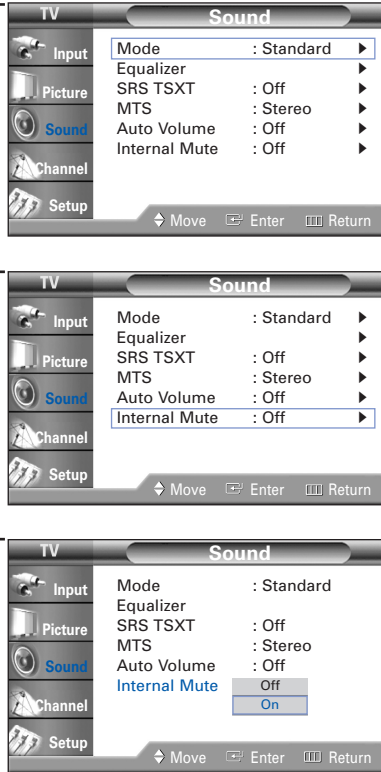 TV Sound
Input
Picture
Sound
Channel
Setup
Mode : Standard
Equalizer
SRS TSXT : Off
MTS : Stereo
Auto Volume : Off
Internal Mute : Off
Move Enter Return
TV Sound
Input
Picture
Sound
Channel
Setup
Mode : Standard
Equalizer
SRS TSXT : Off
MTS : Stereo
Auto Volume : Off
Internal Mute : Off
Move Enter Return
TV Sound
Input
Picture
Sound
Channel
Setup
Mode : Standard
Equalizer
SRS TSXT : Off
MTS : Stereo
Auto Volume : Off
Internal Mute Off
On
Move Enter Return